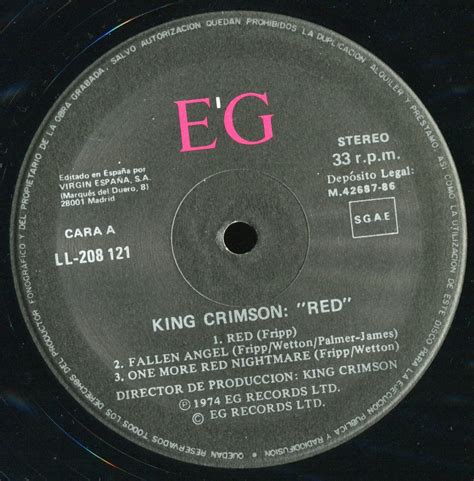 RESERVADOS TODOS LOS DERECHOS DEL PRODUCTOR FONOGRAFICO Y DEL PROPIETARIO DE LA OBRA GRABADA. SALVO AUTORIZACION QUEDAN PROHIBIDOS LA DUPLICACION, ALQUILER Y PRESTAMO, ASI COMO LA UTILIZACION DE ESTE DISCO PARA LA EJECUCION PUBLICA Y RADIODIFUSION
E'G
STEREO
33 r.p.m.
Depósito Legal:
M.42687-86
SGAE
Editado en España por
VIRGIN ESPAÑA, S.A.
(Marqués del Duero, 8)
28001 Madrid
CARA A
LL-208 121
KING CRIMSON: "RED"
1. RED (Fripp)
2. FALLEN ANGEL (Fripp/Wetton/Palmer-James)
3. ONE MORE RED NIGHTMARE (Fripp/Wetton)
DIRECTOR DE PRODUCCION: KING CRIMSON
Ⓟ 1974 EG RECORDS LTD.
© EG RECORDS LTD.